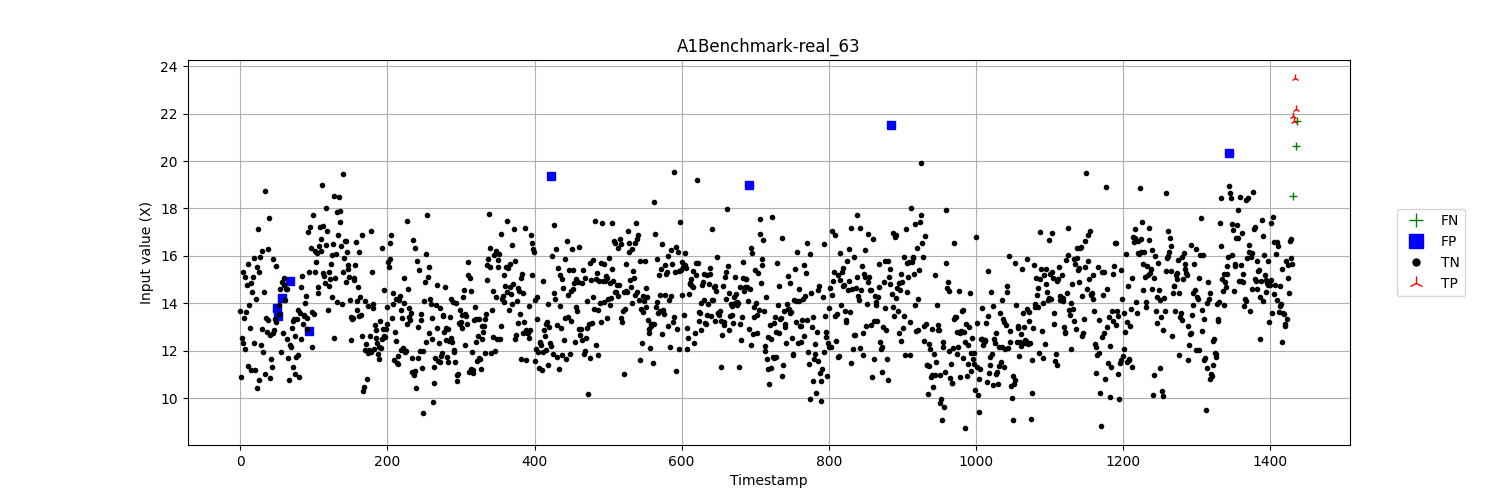 A1Benchmark-real_63
24
22
20
18
16
14
12
10
Input value (X)
0 200 400 600 800 1000 1200 1400
Timestamp
FN
FP
TN
TP